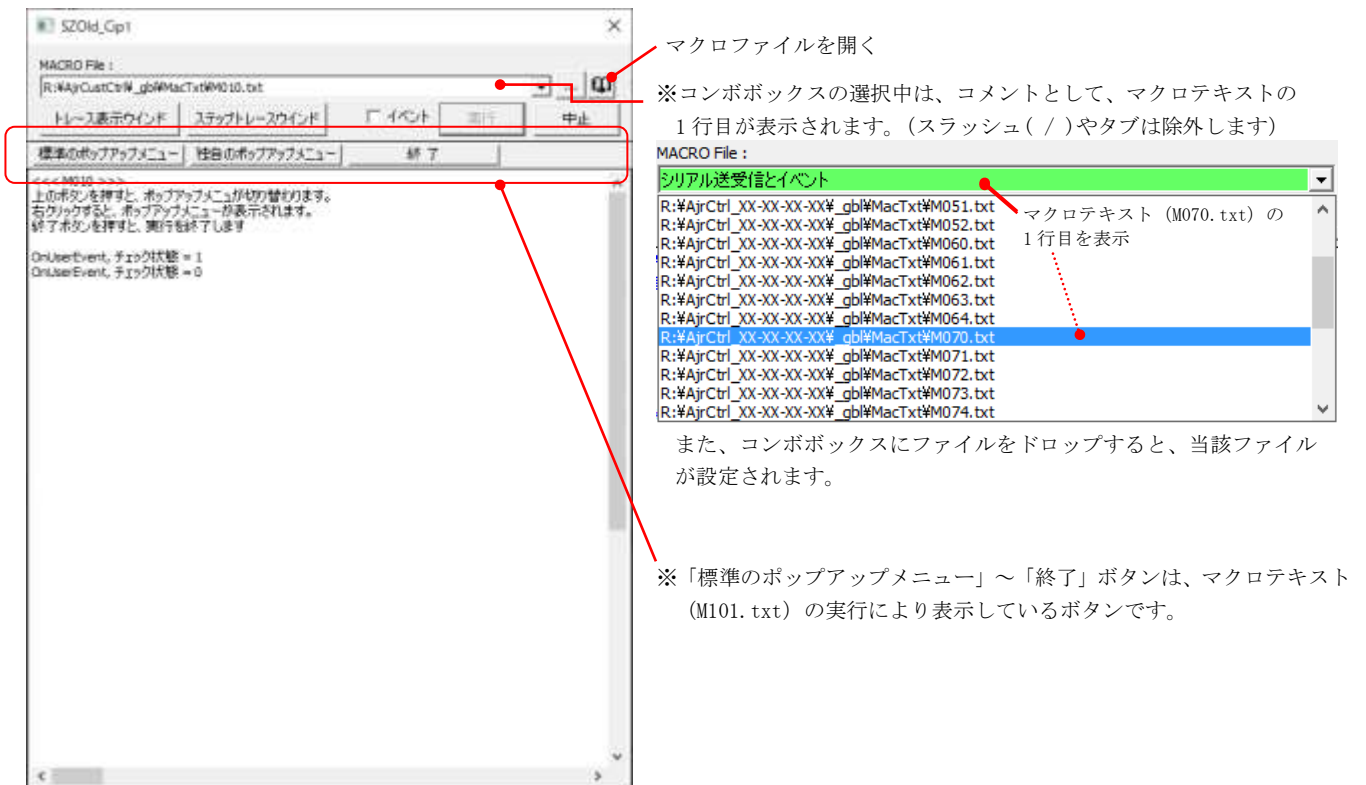 SZOld_Gp1
MACRO File :
R:¥AjrCustCtrl¥_gbl¥MacTxt¥M010.txt
トレース表示ウインド ステップトレースウインド イベント 実行 中止
標準のポップアップメニュー 独自のポップアップメニュー 終 了
<<< M010 >>>
上のボタンを押すと、ポップアップメニュが切り替わります。
右クリックすると、ポップアップメニューが表示されます。
終了ボタンを押すと、実行を終了します
OnUserEvent, チェック状態 = 1
OnUserEvent, チェック状態 = 0
マクロファイルを開く
※コンボボックスの選択中は、コメントとして、マクロテキストの
1行目が表示されます。(スラッシュ( / )やタブは除外します)
MACRO File :
シリアル送受信とイベント
R:¥AjrCtrl_XX-XX-XX-XX¥_gbl¥MacTxt¥M051.txt
R:¥AjrCtrl_XX-XX-XX-XX¥_gbl¥MacTxt¥M052.txt
R:¥AjrCtrl_XX-XX-XX-XX¥_gbl¥MacTxt¥M060.txt
R:¥AjrCtrl_XX-XX-XX-XX¥_gbl¥MacTxt¥M061.txt
R:¥AjrCtrl_XX-XX-XX-XX¥_gbl¥MacTxt¥M062.txt
R:¥AjrCtrl_XX-XX-XX-XX¥_gbl¥MacTxt¥M063.txt
R:¥AjrCtrl_XX-XX-XX-XX¥_gbl¥MacTxt¥M064.txt
R:¥AjrCtrl_XX-XX-XX-XX¥_gbl¥MacTxt¥M070.txt
R:¥AjrCtrl_XX-XX-XX-XX¥_gbl¥MacTxt¥M071.txt
R:¥AjrCtrl_XX-XX-XX-XX¥_gbl¥MacTxt¥M072.txt
R:¥AjrCtrl_XX-XX-XX-XX¥_gbl¥MacTxt¥M073.txt
R:¥AjrCtrl_XX-XX-XX-XX¥_gbl¥MacTxt¥M074.txt
マクロテキスト (M070.txt) の
1行目を表示
また、コンボボックスにファイルをドロップすると、当該ファイル
が設定されます。
※「標準のポップアップメニュー」～「終了」ボタンは、マクロテキスト
(M101.txt) の実行により表示しているボタンです。